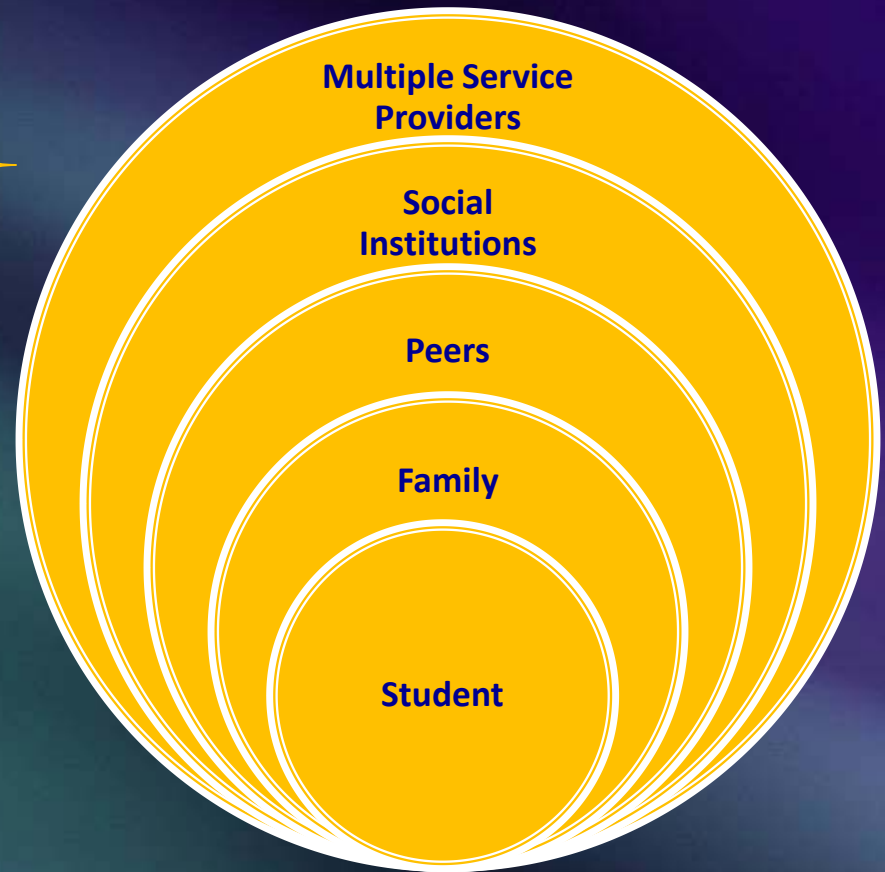 Multiple Service
Providers
Social
Institutions
Peers
Family
Student